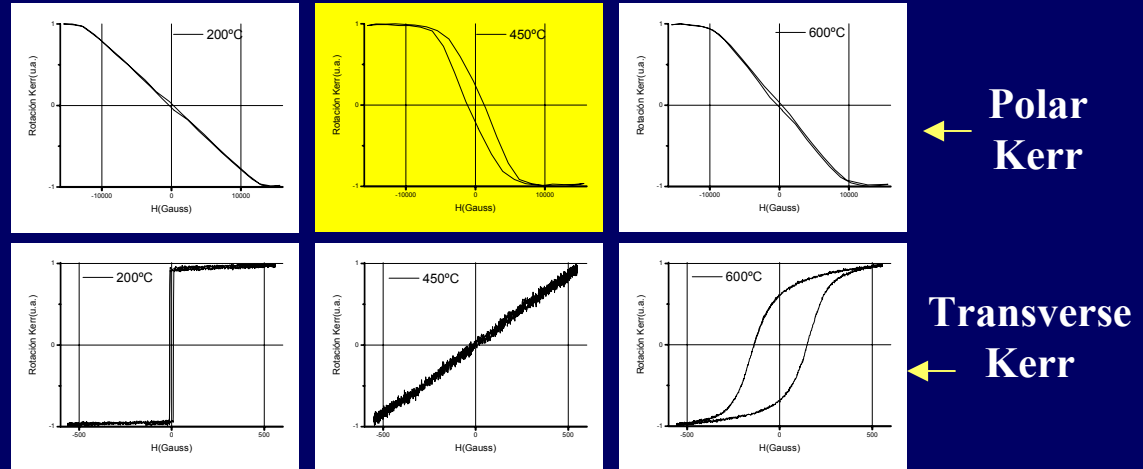 200ºC
Rotación Kerr(u.a.)
1
0
-1
-10000
0
10000
H(Gauss)
450ºC
Rotación Kerr(u.a.)
1
0
-1
-10000
0
10000
H(Gauss)
600ºC
Rotación Kerr(u.a.)
1
0
-1
-10000
0
10000
H(Gauss)
Polar
Kerr
200ºC
Rotación Kerr(u.a.)
1
0
-1
-500
0
500
H(Gauss)
450ºC
Rotación Kerr(u.a.)
1
0
-1
-500
0
500
H(Gauss)
600ºC
Rotación Kerr(u.a.)
1
0
-1
-500
0
500
H(Gauss)
Transverse
Kerr